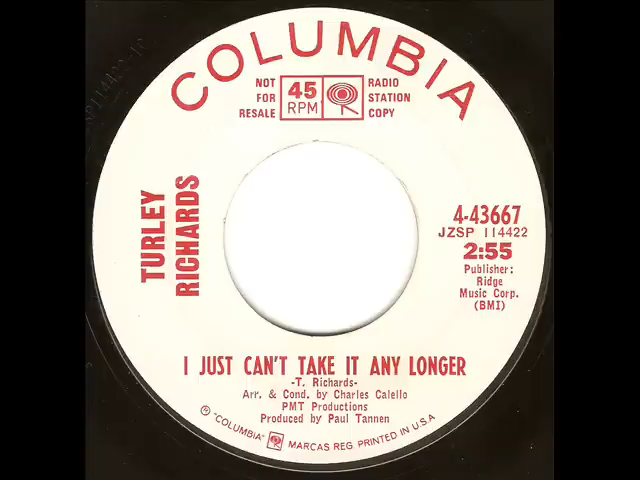 COLUMBIA
NOT
FOR
RESALE
45
RPM
RADIO
STATION
COPY
TURLEY
RICHARDS
4-43667
JZSP 114422
2:55
Publisher:
Ridge
Music Corp.
(BMI)
I JUST CAN'T TAKE IT ANY LONGER
-T. Richards-
Arr. & Cond. by Charles Calello
PMT Productions
Produced by Paul Tannen
℗ "COLUMBIA" MARCAS REG. PRINTED IN U.S.A